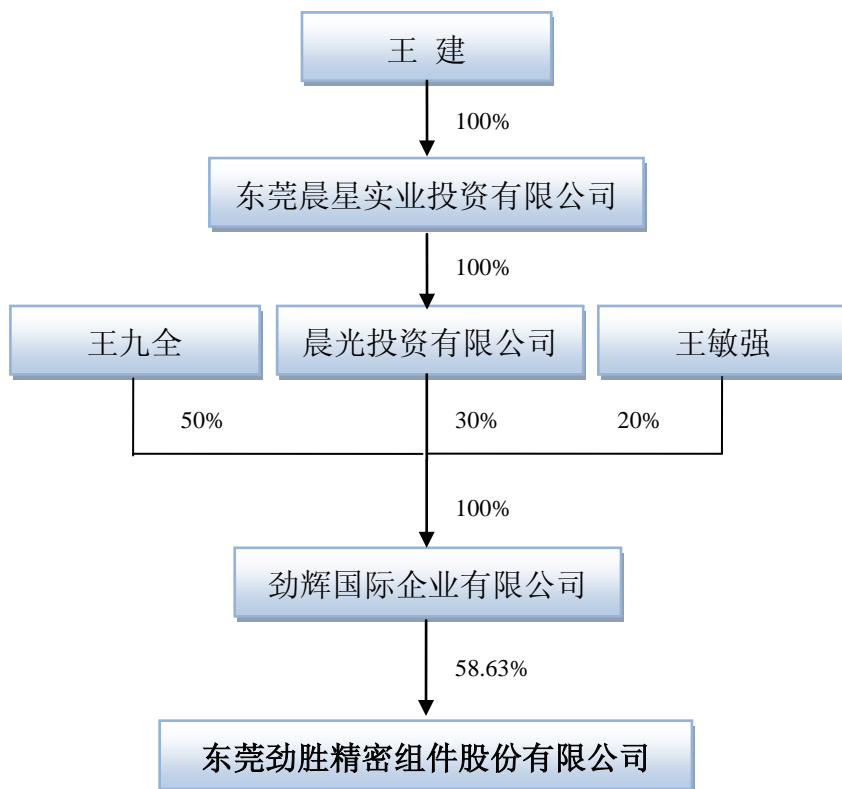 王 建
100%
东莞晨星实业投资有限公司
100%
王九全
晨光投资有限公司
王敏强
50%
30%
20%
100%
劲辉国际企业有限公司
58.63%
东莞劲胜精密组件股份有限公司